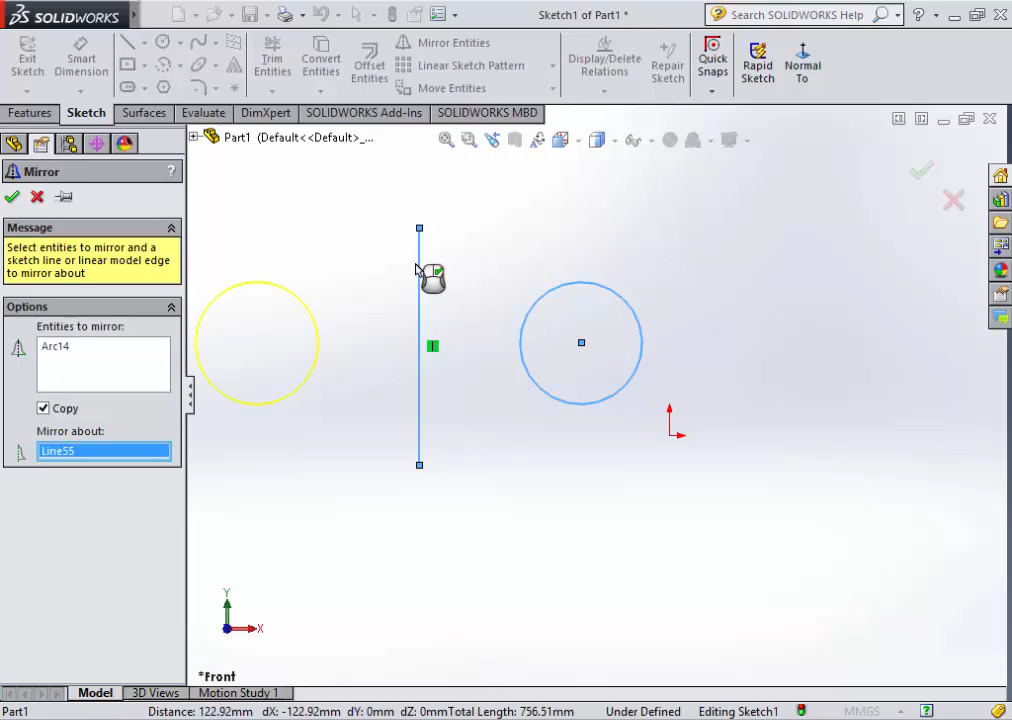 SOLIDWORKS
Sketch1 of Part1 *
Search SOLIDWORKS Help
Exit Sketch
Smart Dimension
Trim Entities
Convert Entities
Offset Entities
Mirror Entities
Linear Sketch Pattern
Move Entities
Display/Delete Relations
Repair Sketch
Quick Snaps
Rapid Sketch
Normal To
Features
Sketch
Surfaces
Evaluate
DimXpert
SOLIDWORKS Add-Ins
SOLIDWORKS MBD
Part1 (Default<<Default>_...
Mirror
?
Message
Select entities to mirror and a
sketch line or linear model edge
to mirror about
Options
Entities to mirror:
Arc14
Copy
Mirror about:
Line55
Y
X
*Front
Model
3D Views
Motion Study 1
Part1
Distance: 122.92mm dX: -122.92mm dY: 0mm dZ: 0mmTotal Length: 756.51mm
Under Defined
Editing Sketch1
MMGS